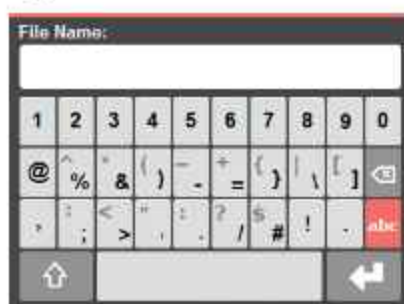 File Name:
1 2 3 4 5 6 7 8 9 0
@ ^ % * & ( ) - + = { } | \ [ ]
; < > " : ? / $ # ! .
abc